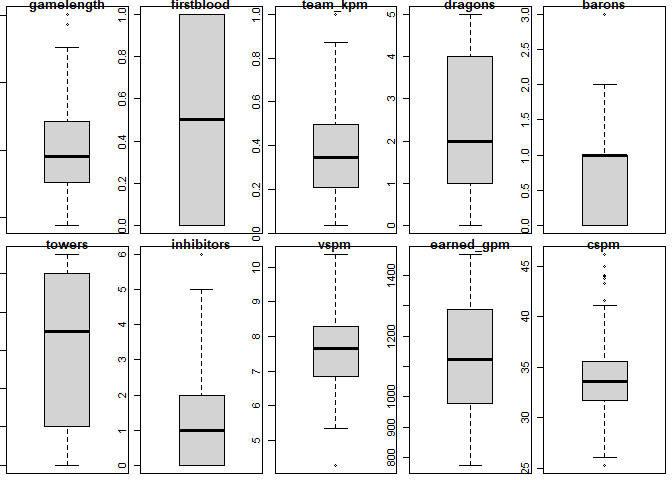 gamelength firstblood team_kpm dragons barons
0.0 0.2 0.4 0.6 0.8 1.0
0.0 0.2 0.4 0.6 0.8 1.0
0 1 2 3 4 5
0.0 0.5 1.0 1.5 2.0 2.5 3.0
towers inhibitors vspm earned_gpm cspm
0 1 2 3 4 5 6
5 6 7 8 9 10
800 900 1000 1200 1400
25 30 35 40 45